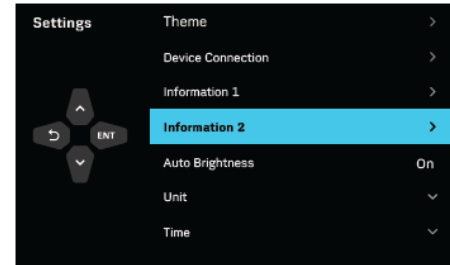 Settings
Theme
Device Connection
Information 1
Information 2
Auto Brightness On
Unit
Time
ENT